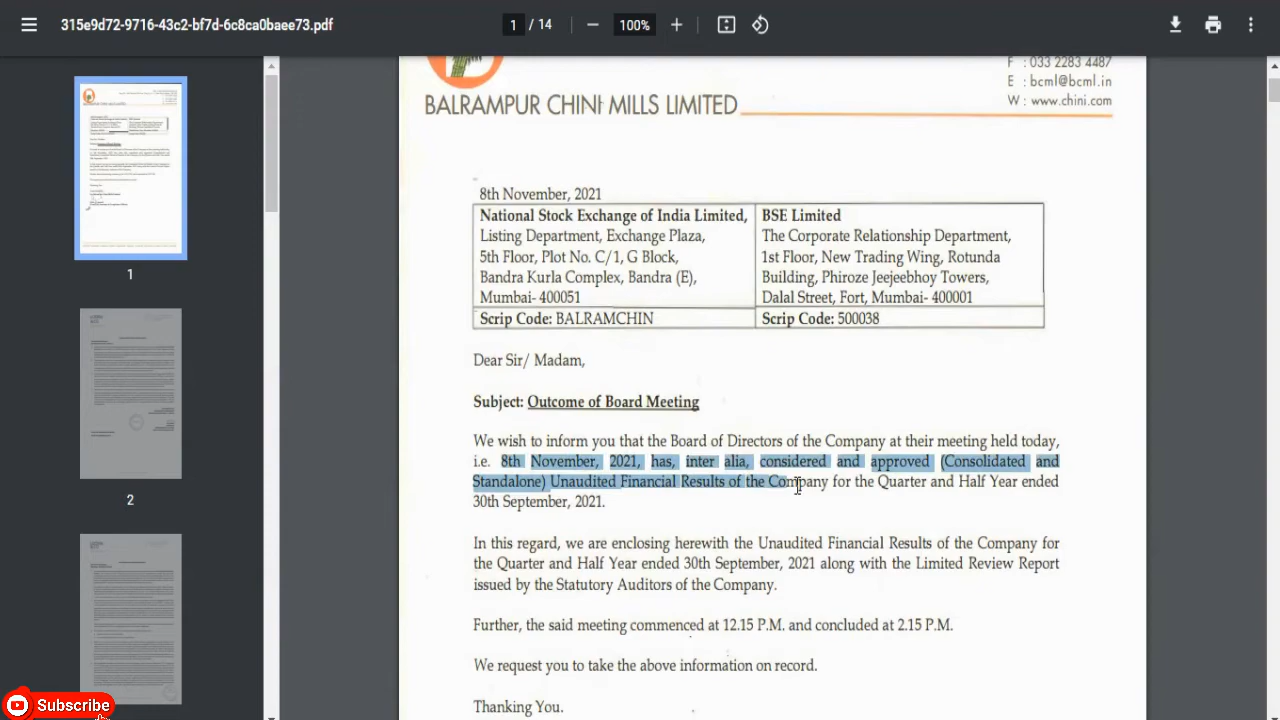 315e9d72-9716-43c2-bf7d-6c8ca0baee73.pdf
1 / 14
100%
1
2
F : 033 2283 4487
E : bcml@bcml.in
W : www.chini.com
BALRAMPUR CHINI MILLS LIMITED
8th November, 2021
National Stock Exchange of India Limited,
Listing Department, Exchange Plaza,
5th Floor, Plot No. C/1, G Block,
Bandra Kurla Complex, Bandra (E),
Mumbai- 400051
Scrip Code: BALRAMCHIN
BSE Limited
The Corporate Relationship Department,
1st Floor, New Trading Wing, Rotunda
Building, Phiroze Jeejeebhoy Towers,
Dalal Street, Fort, Mumbai- 400001
Scrip Code: 500038
Dear Sir/ Madam,
Subject: Outcome of Board Meeting
We wish to inform you that the Board of Directors of the Company at their meeting held today,
i.e. 8th November, 2021, has, inter alia, considered and approved (Consolidated and
Standalone) Unaudited Financial Results of the Company for the Quarter and Half Year ended
30th September, 2021.
In this regard, we are enclosing herewith the Unaudited Financial Results of the Company for
the Quarter and Half Year ended 30th September, 2021 along with the Limited Review Report
issued by the Statutory Auditors of the Company.
Further, the said meeting commenced at 12.15 P.M. and concluded at 2.15 P.M.
We request you to take the above information on record.
Thanking You.
Subscribe